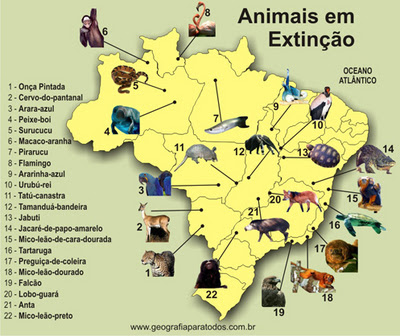 Animais em
Extinção
OCEANO
ATLÂNTICO
1 - Onça Pintada
2 - Cervo-do-pantanal
3 - Arara-azul
4 - Peixe-boi
5 - Surucucu
6 - Macaco-aranha
7 - Pirarucu
8 - Flamingo
9 - Ararinha-azul
10 - Urubú-rei
11 - Tatú-canastra
12 - Tamanduá-bandeira
13 - Jabuti
14 - Jacaré-de-papo-amarelo
15 - Mico-leão-de-cara-dourada
16 - Tartaruga
17 - Preguiça-de-coleira
18 - Mico-leão-dourado
19 - Falcão
20 - Lobo-guará
21 - Anta
22 - Mico-leão-preto
6
8
5
4
7
9
10
11
12
13
14
3
20
15
2
21
16
1
17
22
18
19
www.geografiaparatodos.com.br